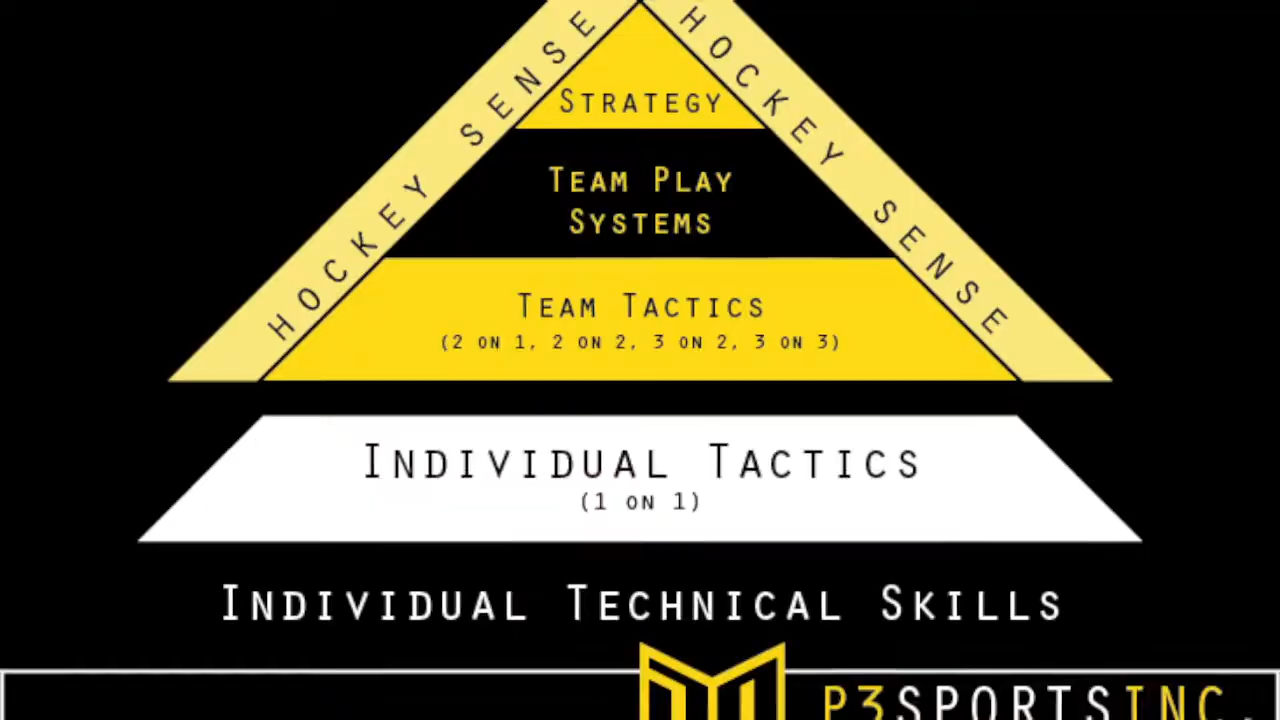 HOCKEY SENSE
HOCKEY SENSE
STRATEGY
TEAM PLAY
SYSTEMS
TEAM TACTICS
(2 ON 1, 2 ON 2, 3 ON 2, 3 ON 3)
INDIVIDUAL TACTICS
(1 ON 1)
INDIVIDUAL TECHNICAL SKILLS
P3SPORTSINC.